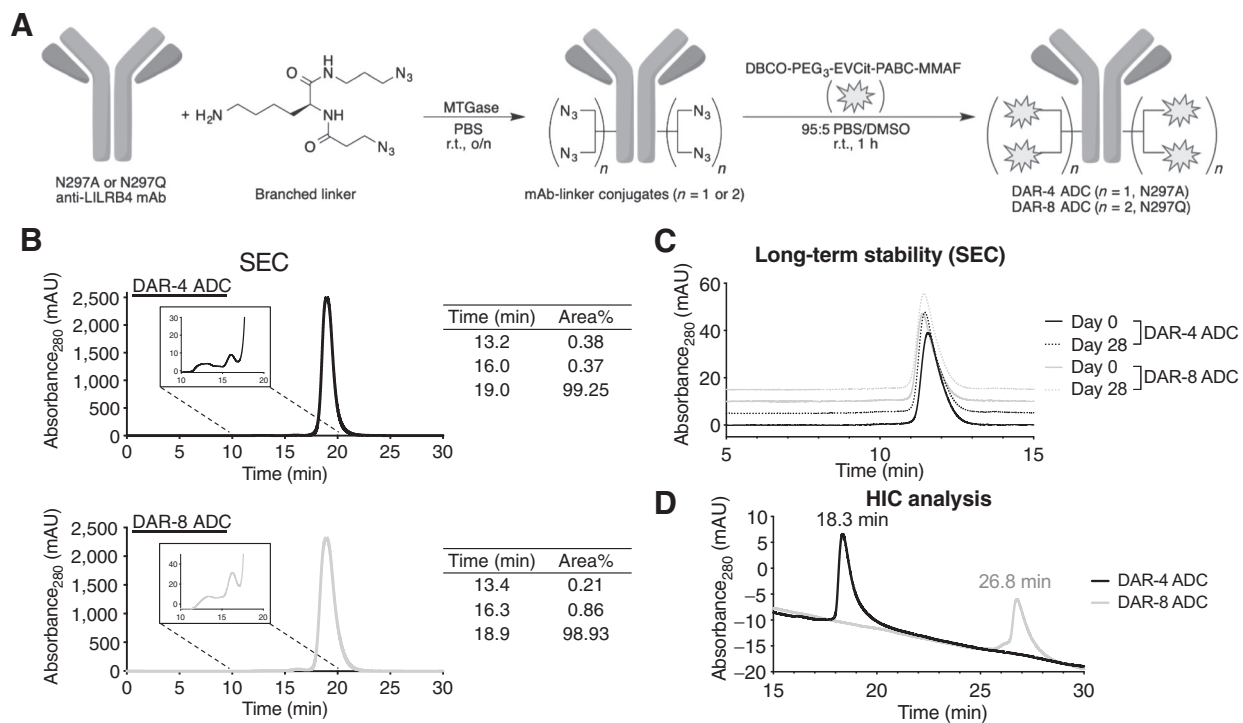 A
N297A or N297Q
anti-LILRB4 mAb
+ H₂N
O
H
N
N₃
NH
O
N₃
Branched linker
MTGase
PBS
r.t., o/n
N₃
N₃
n
N₃
N₃
n
mAb-linker conjugates (n = 1 or 2)
DBCO-PEG₃-EVCit-PABC-MMAF
95:5 PBS/DMSO
r.t., 1 h
n
n
DAR-4 ADC (n = 1, N297A)
DAR-8 ADC (n = 2, N297Q)
B
SEC
DAR-4 ADC
Absorbance₂₈₀ (mAU)
2,500
2,000
1,500
1,000
500
0
30
20
10
0
10 15 20
0 5 10 15 20 25 30
Time (min)
Time (min) Area%
13.2 0.38
16.0 0.37
19.0 99.25
DAR-8 ADC
Absorbance₂₈₀ (mAU)
2,500
2,000
1,500
1,000
500
0
40
20
0
10 15 20
0 5 10 15 20 25 30
Time (min)
Time (min) Area%
13.4 0.21
16.3 0.86
18.9 98.93
C
Long-term stability (SEC)
Absorbance₂₈₀ (mAU)
60
40
20
0
5 10 15
Time (min)
Day 0
Day 28
DAR-4 ADC
Day 0
Day 28
DAR-8 ADC
D
HIC analysis
Absorbance₂₈₀ (mAU)
10
5
0
−5
−10
−15
−20
18.3 min
26.8 min
15 20 25 30
Time (min)
DAR-4 ADC
DAR-8 ADC